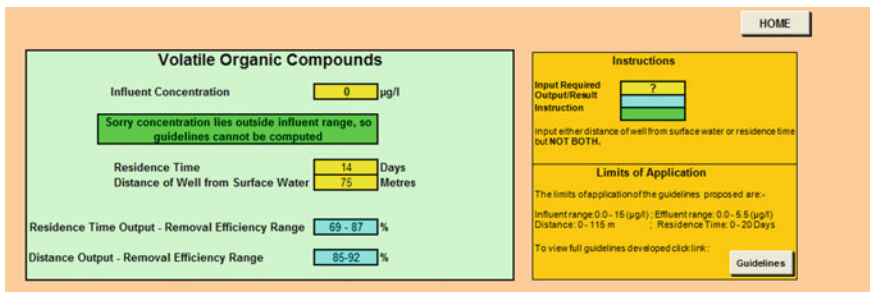 HOME
Volatile Organic Compounds
Influent Concentration 0 µg/l
Sorry concentration lies outside influent range, so
guidelines cannot be computed
Residence Time 14 Days
Distance of Well from Surface Water 75 Metres
Residence Time Output - Removal Efficiency Range 69 - 87 %
Distance Output - Removal Efficiency Range 85-92 %
Instructions
Input Required ?
Output/Result
Instruction
Input either distance of well from surface water or residence time
but NOT BOTH.
Limits of Application
The limits of application of the guidelines proposed are:-
Influent range:0.0 - 15 (µg/l) ; Effluent range: 0.0 - 5.5 (µg/l)
Distance: 0 - 115 m ; Residence Time: 0 - 20 Days
To view full guidelines developed click link:
Guidelines